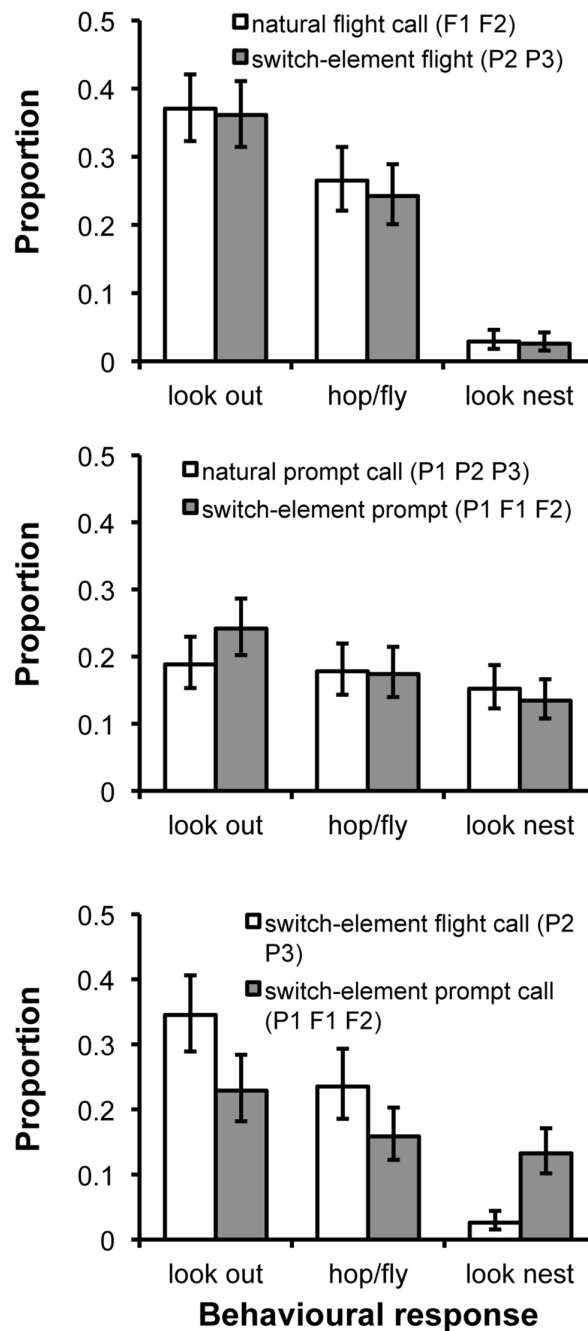 0.5
natural flight call (F1 F2)
switch-element flight (P2 P3)
0.4
0.3
0.2
0.1
0
Proportion
look out hop/fly look nest
0.5
natural prompt call (P1 P2 P3)
switch-element prompt (P1 F1 F2)
0.4
0.3
0.2
0.1
0
Proportion
look out hop/fly look nest
0.5
switch-element flight call (P2
P3)
switch-element prompt call
(P1 F1 F2)
0.4
0.3
0.2
0.1
0
Proportion
look out hop/fly look nest
Behavioural response